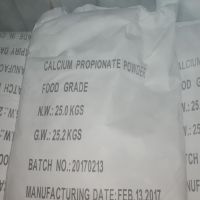 CALCIUM PROPIONATE POWDER
FOOD GRADE
N.W.: 25.0 KGS
G.W.: 25.2 KGS
BATCH NO.:20170213
MANUFACTURING DATE: FEB.13,2017